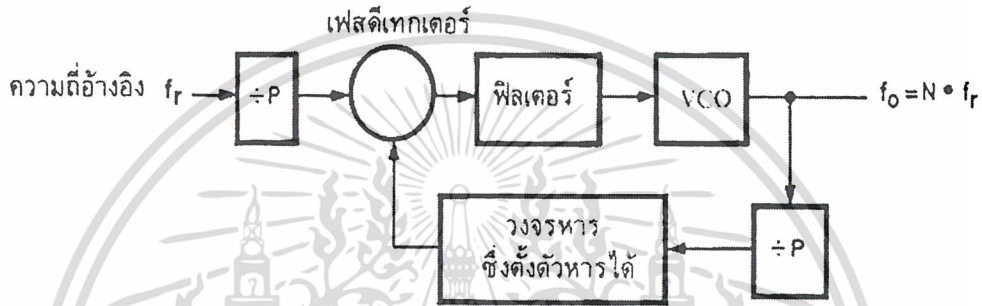 เฟสดีเทกเตอร์
ความถี่อ้างอิง fr
÷P
ฟิลเตอร์
VCO
fo = N • fr
วงจรหาร
ซึ่งตั้งตัวหารได้
÷P